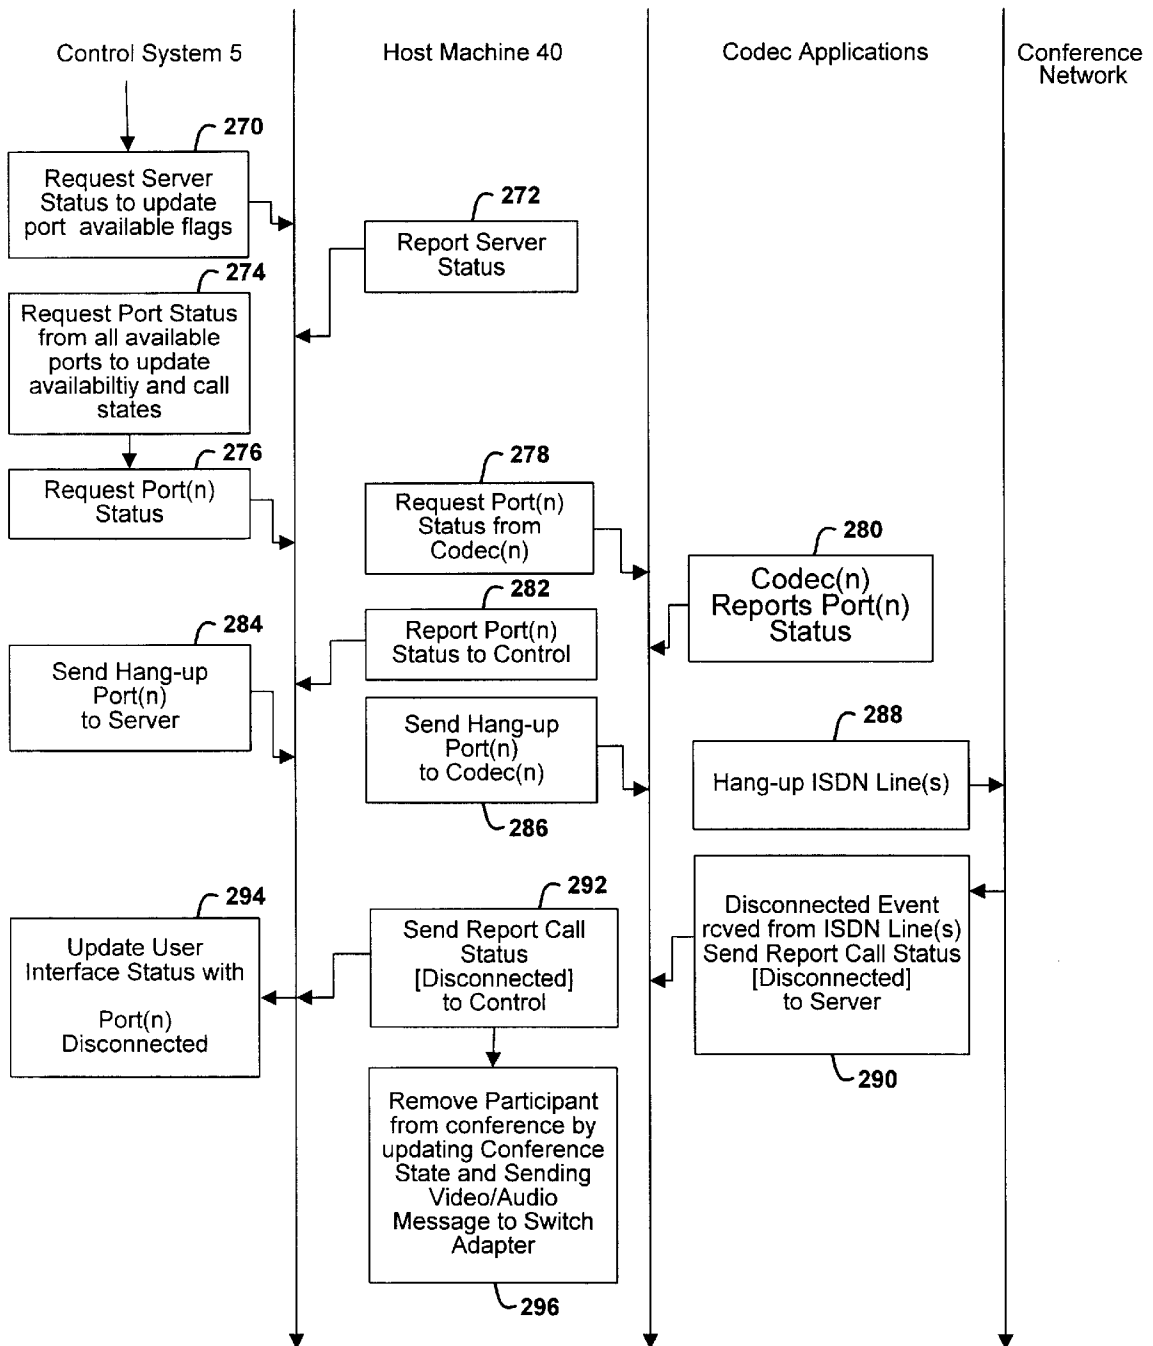 Control System 5
Host Machine 40
Codec Applications
Conference
Network
270
Request Server
Status to update
port available flags
272
Report Server
Status
274
Request Port Status
from all available
ports to update
availabiltiy and call
states
276
Request Port(n)
Status
278
Request Port(n)
Status from
Codec(n)
280
Codec(n)
Reports Port(n)
Status
282
Report Port(n)
Status to Control
284
Send Hang-up
Port(n)
to Server
Send Hang-up
Port(n)
to Codec(n)
286
288
Hang-up ISDN Line(s)
Disconnected Event
rcved from ISDN Line(s)
Send Report Call Status
[Disconnected]
to Server
290
292
Send Report Call
Status
[Disconnected]
to Control
294
Update User
Interface Status with
Port(n)
Disconnected
Remove Participant
from conference by
updating Conference
State and Sending
Video/Audio
Message to Switch
Adapter
296